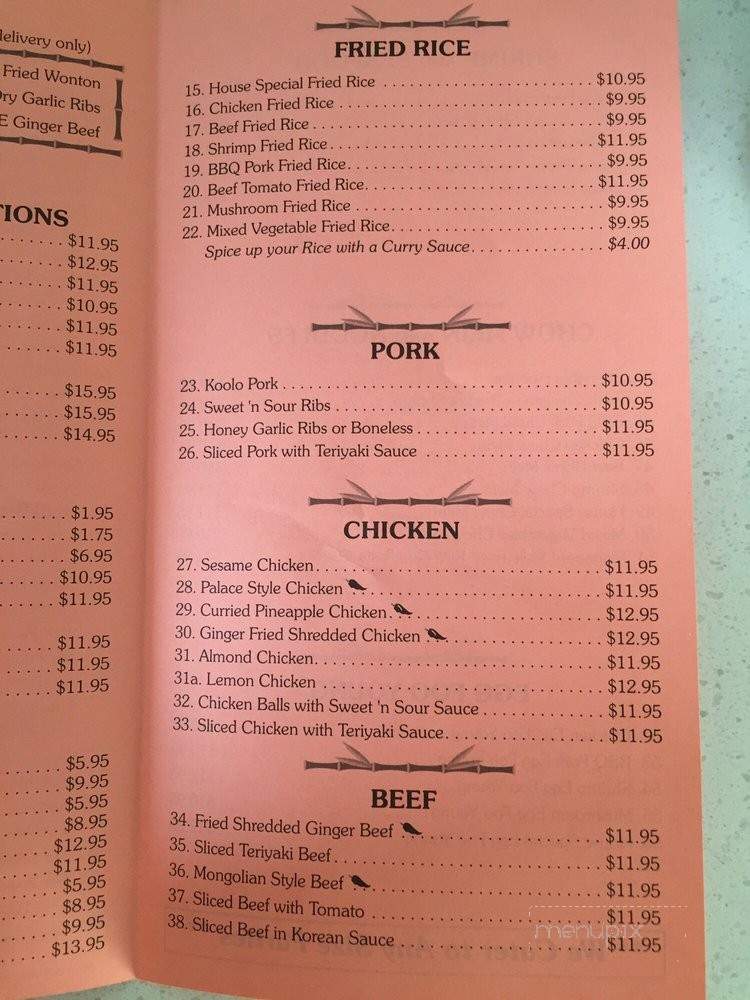 delivery only)
Fried Wonton
Dry Garlic Ribs
Ginger Beef
$11.95
$12.95
$11.95
$10.95
$11.95
$11.95
$15.95
$15.95
$14.95
$1.95
$1.75
$6.95
$10.95
$11.95
$11.95
$11.95
$11.95
$5.95
$9.95
$5.95
$8.95
$12.95
$11.95
$5.95
$8.95
$9.95
$13.95
FRIED RICE
15. House Special Fried Rice $10.95
16. Chicken Fried Rice $9.95
17. Beef Fried Rice $9.95
18. Shrimp Fried Rice $11.95
19. BBQ Pork Fried Rice $9.95
20. Beef Tomato Fried Rice $11.95
21. Mushroom Fried Rice $9.95
22. Mixed Vegetable Fried Rice $9.95
Spice up your Rice with a Curry Sauce $4.00
PORK
23. Koolo Pork $10.95
24. Sweet 'n Sour Ribs $10.95
25. Honey Garlic Ribs or Boneless $11.95
26. Sliced Pork with Teriyaki Sauce $11.95
CHICKEN
27. Sesame Chicken $11.95
28. Palace Style Chicken $11.95
29. Curried Pineapple Chicken $12.95
30. Ginger Fried Shredded Chicken $12.95
31. Almond Chicken $11.95
31a. Lemon Chicken $12.95
32. Chicken Balls with Sweet 'n Sour Sauce $11.95
33. Sliced Chicken with Teriyaki Sauce $11.95
BEEF
34. Fried Shredded Ginger Beef $11.95
35. Sliced Teriyaki Beef $11.95
36. Mongolian Style Beef $11.95
37. Sliced Beef with Tomato $11.95
38. Sliced Beef in Korean Sauce $11.95
menupix